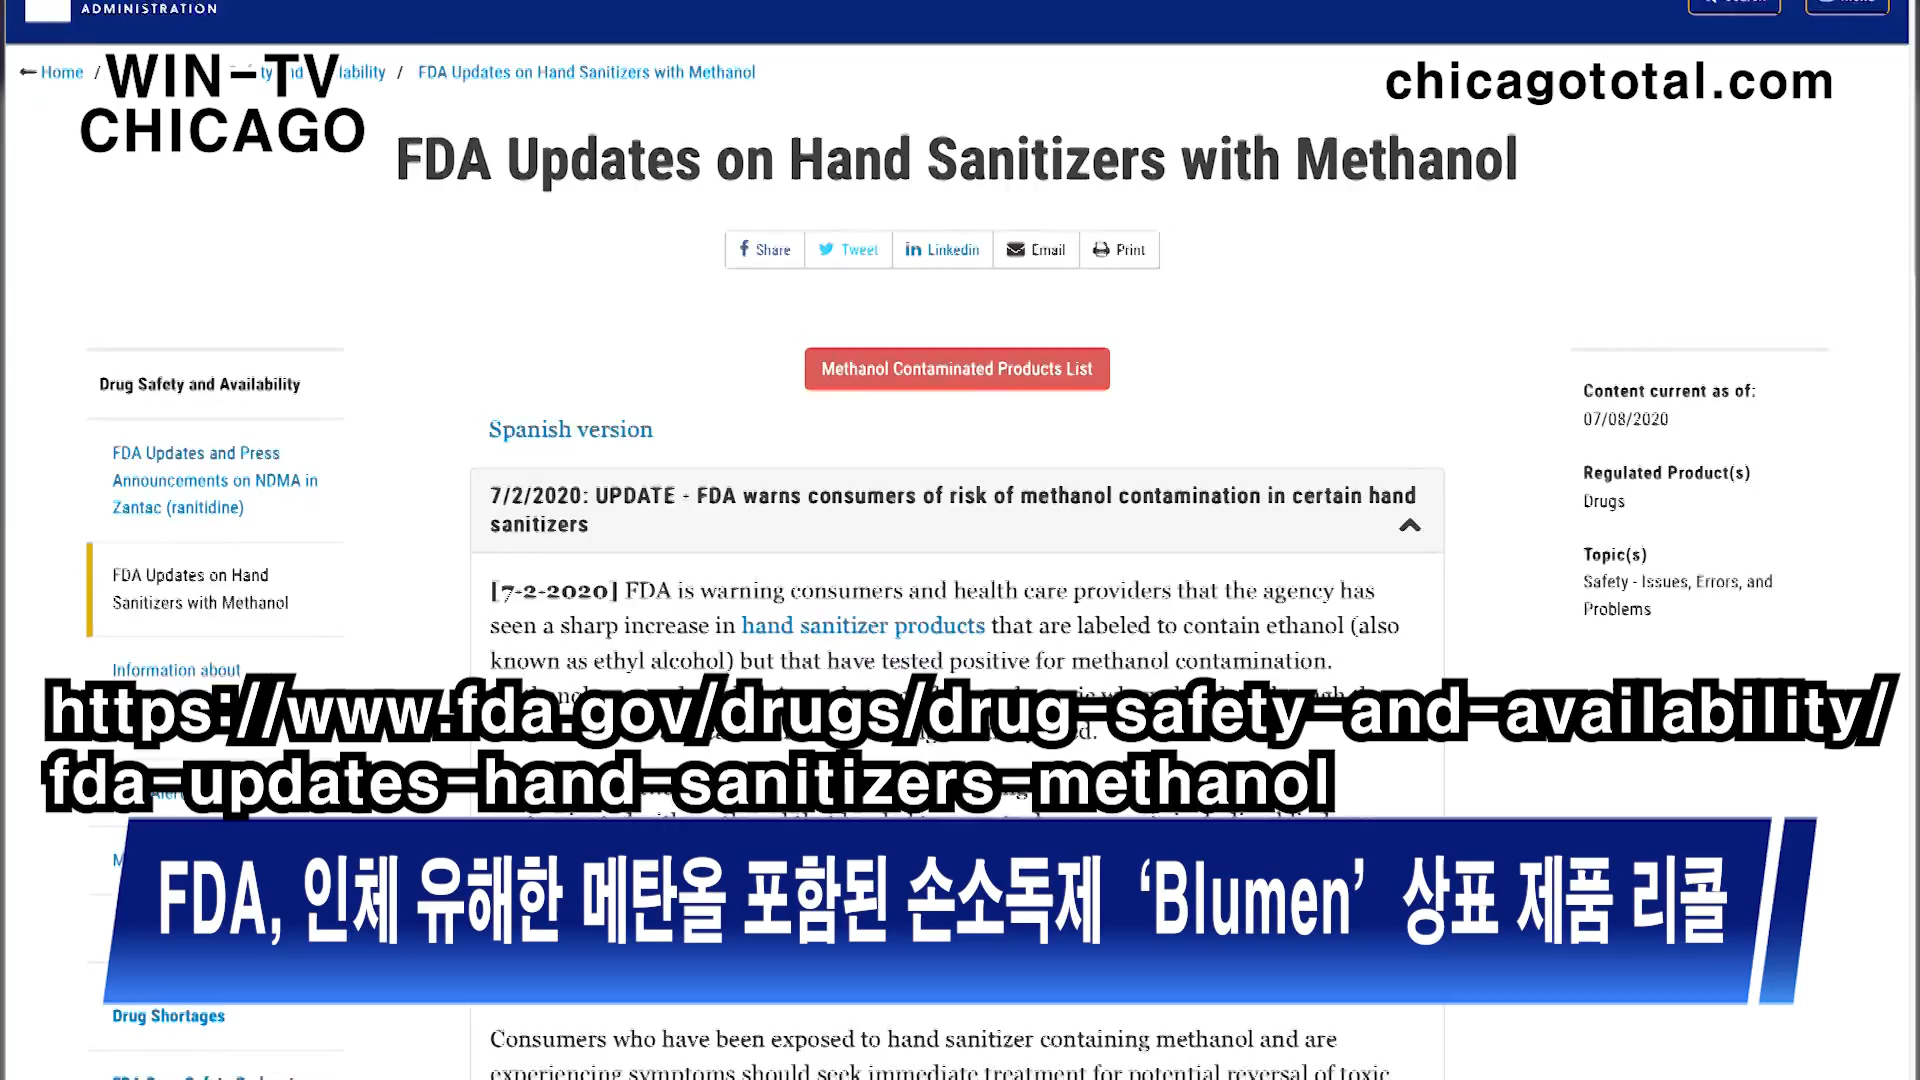 ADMINISTRATION
Home /
/ FDA Updates on Hand Sanitizers with Methanol
WIN-TV
CHICAGO
chicagototal.com
FDA Updates on Hand Sanitizers with Methanol
Share
Tweet
Linkedin
Email
Print
Methanol Contaminated Products List
Drug Safety and Availability
FDA Updates and Press
Announcements on NDMA in
Zantac (ranitidine)
FDA Updates on Hand
Sanitizers with Methanol
Information about
Spanish version
7/2/2020: UPDATE - FDA warns consumers of risk of methanol contamination in certain hand
sanitizers
[7-2-2020] FDA is warning consumers and health care providers that the agency has
seen a sharp increase in hand sanitizer products that are labeled to contain ethanol (also
known as ethyl alcohol) but that have tested positive for methanol contamination.
Content current as of:
07/08/2020
Regulated Product(s)
Drugs
Topic(s)
Safety - Issues, Errors, and
Problems
https://www.fda.gov/drugs/drug-safety-and-availability/
fda-updates-hand-sanitizers-methanol
FDA, 인체 유해한 메탄올 포함된 손소독제 ‘Blumen’ 상표 제품 리콜
Drug Shortages
Consumers who have been exposed to hand sanitizer containing methanol and are
experiencing symptoms should seek immediate treatment for potential reversal of toxic